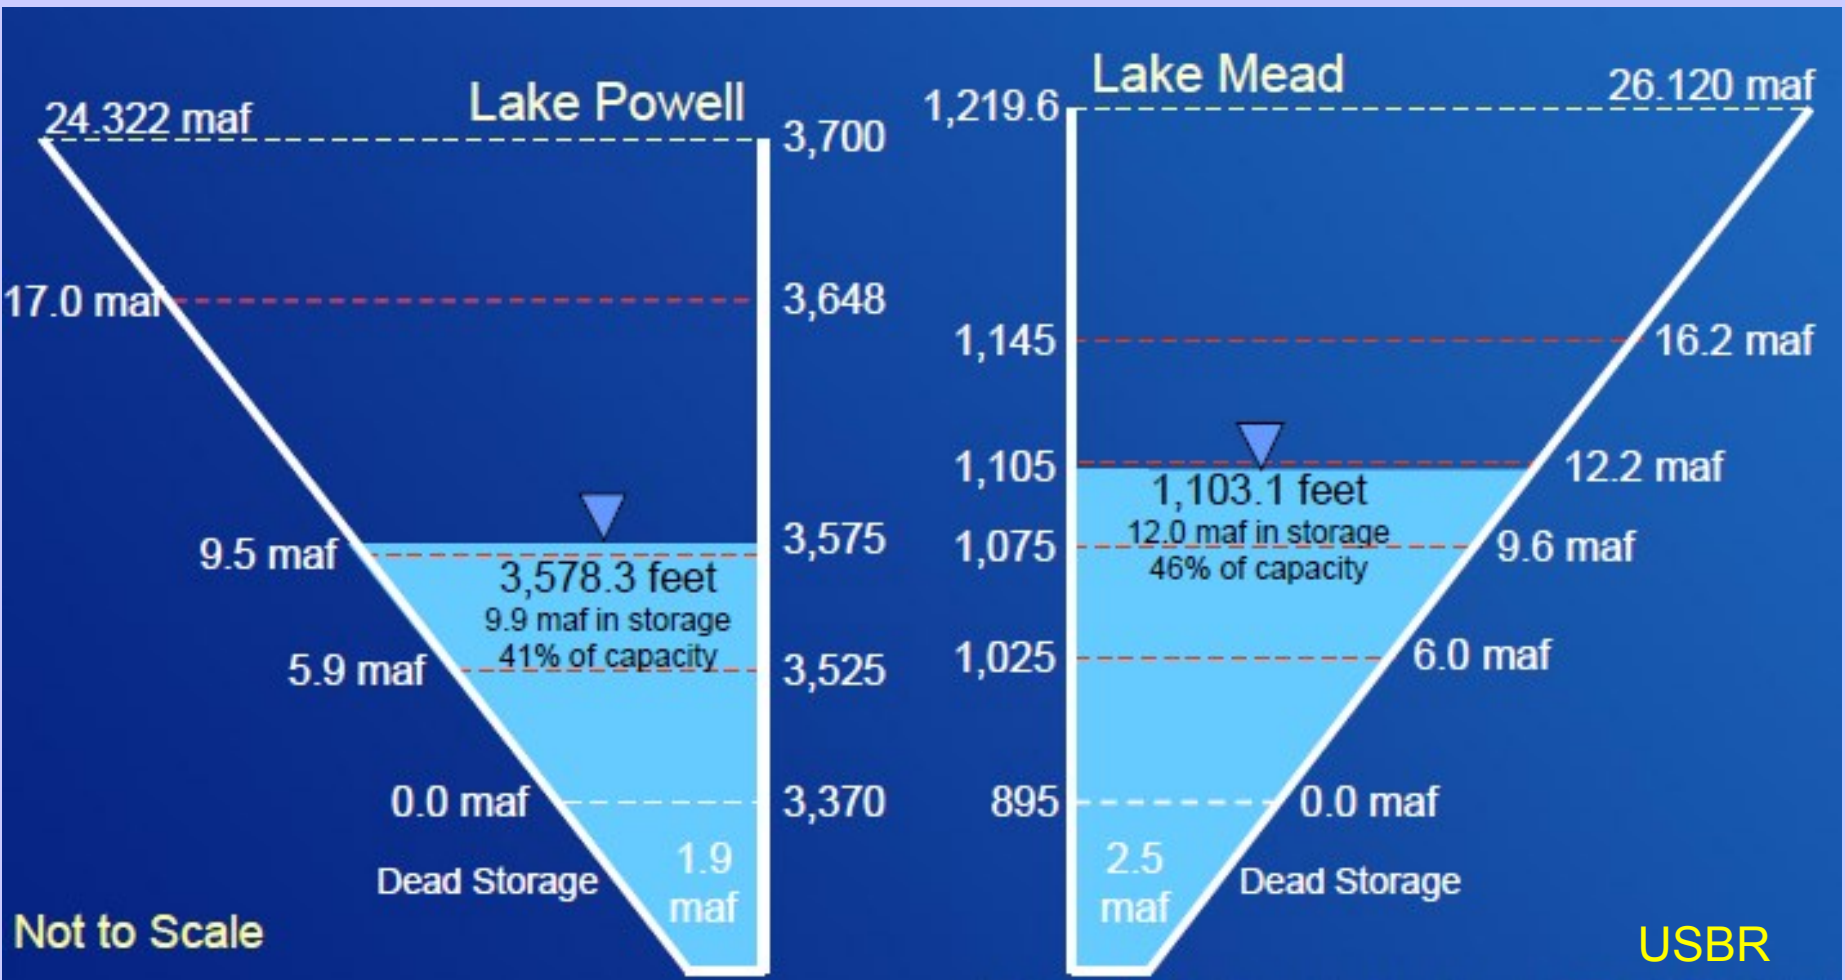 Lake Powell
24.322 maf
3,700
17.0 maf
3,648
9.5 maf
3,575
3,578.3 feet
9.9 maf in storage
41% of capacity
5.9 maf
3,525
0.0 maf
3,370
Dead Storage
1.9
maf
Not to Scale
Lake Mead
1,219.6
26.120 maf
1,145
16.2 maf
1,105
12.2 maf
1,103.1 feet
12.0 maf in storage
46% of capacity
1,075
9.6 maf
1,025
6.0 maf
895
0.0 maf
2.5
maf
Dead Storage
USBR